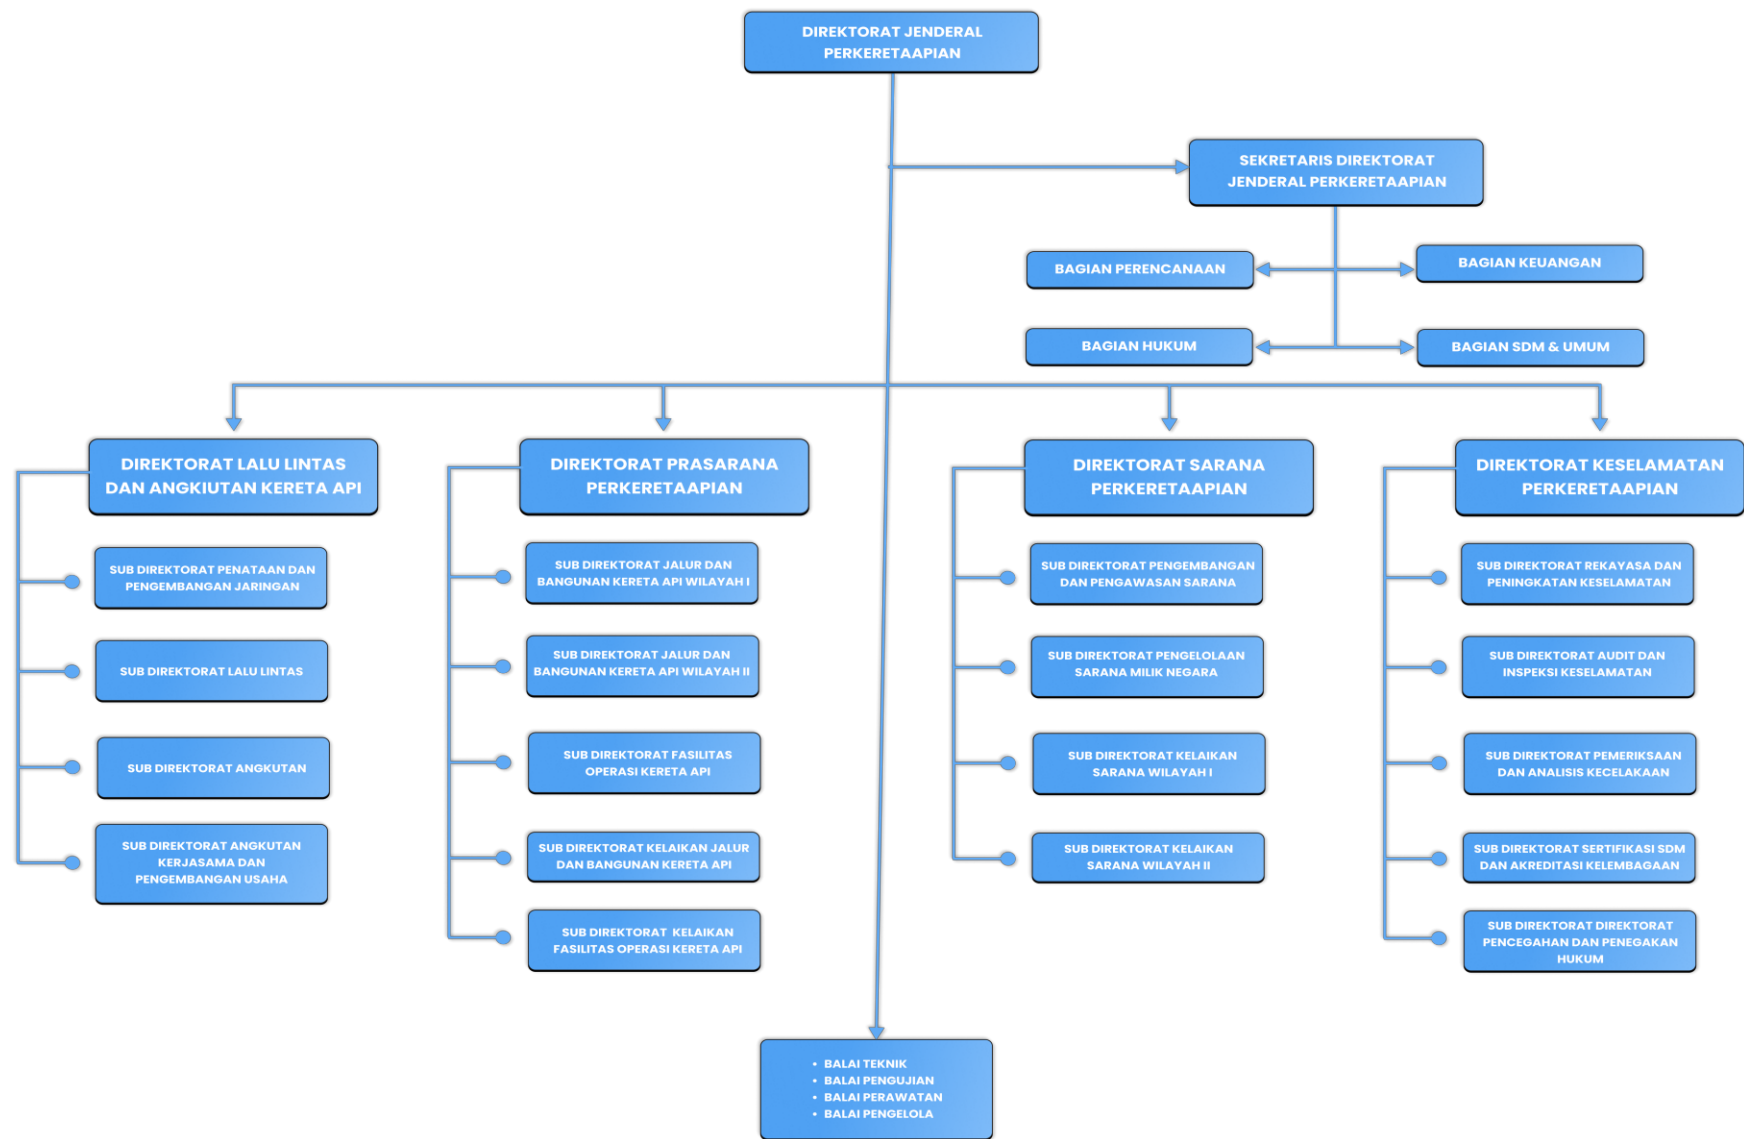 DIREKTORAT JENDERAL
PERKERETAAPIAN
SEKRETARIS DIREKTORAT
JENDERAL PERKERETAAPIAN
BAGIAN PERENCANAAN
BAGIAN KEUANGAN
BAGIAN HUKUM
BAGIAN SDM & UMUM
DIREKTORAT LALU LINTAS
DAN ANGKIUTAN KERETA API
SUB DIREKTORAT PENATAAN DAN
PENGEMBANGAN JARINGAN
SUB DIREKTORAT LALU LINTAS
SUB DIREKTORAT ANGKUTAN
SUB DIREKTORAT ANGKUTAN
KERJASAMA DAN
PENGEMBANGAN USAHA
DIREKTORAT PRASARANA
PERKERETAAPIAN
SUB DIREKTORAT JALUR DAN
BANGUNAN KERETA API WILAYAH I
SUB DIREKTORAT JALUR DAN
BANGUNAN KERETA API WILAYAH II
SUB DIREKTORAT FASILITAS
OPERASI KERETA API
SUB DIREKTORAT KELAIKAN JALUR
DAN BANGUNAN KERETA API
SUB DIREKTORAT KELAIKAN
FASILITAS OPERASI KERETA API
DIREKTORAT SARANA
PERKERETAAPIAN
SUB DIREKTORAT PENGEMBANGAN
DAN PENGAWASAN SARANA
SUB DIREKTORAT PENGELOLAAN
SARANA MILIK NEGARA
SUB DIREKTORAT KELAIKAN
SARANA WILAYAH I
SUB DIREKTORAT KELAIKAN
SARANA WILAYAH II
DIREKTORAT KESELAMATAN
PERKERETAAPIAN
SUB DIREKTORAT REKAYASA DAN
PENINGKATAN KESELAMATAN
SUB DIREKTORAT AUDIT DAN
INSPEKSI KESELAMATAN
SUB DIREKTORAT PEMERIKSAAN
DAN ANALISIS KECELAKAAN
SUB DIREKTORAT SERTIFIKASI SDM
DAN AKREDITASI KELEMBAGAAN
SUB DIREKTORAT DIREKTORAT
PENCEGAHAN DAN PENEGAKAN
HUKUM
• BALAI TEKNIK
• BALAI PENGUJIAN
• BALAI PERAWATAN
• BALAI PENGELOLA